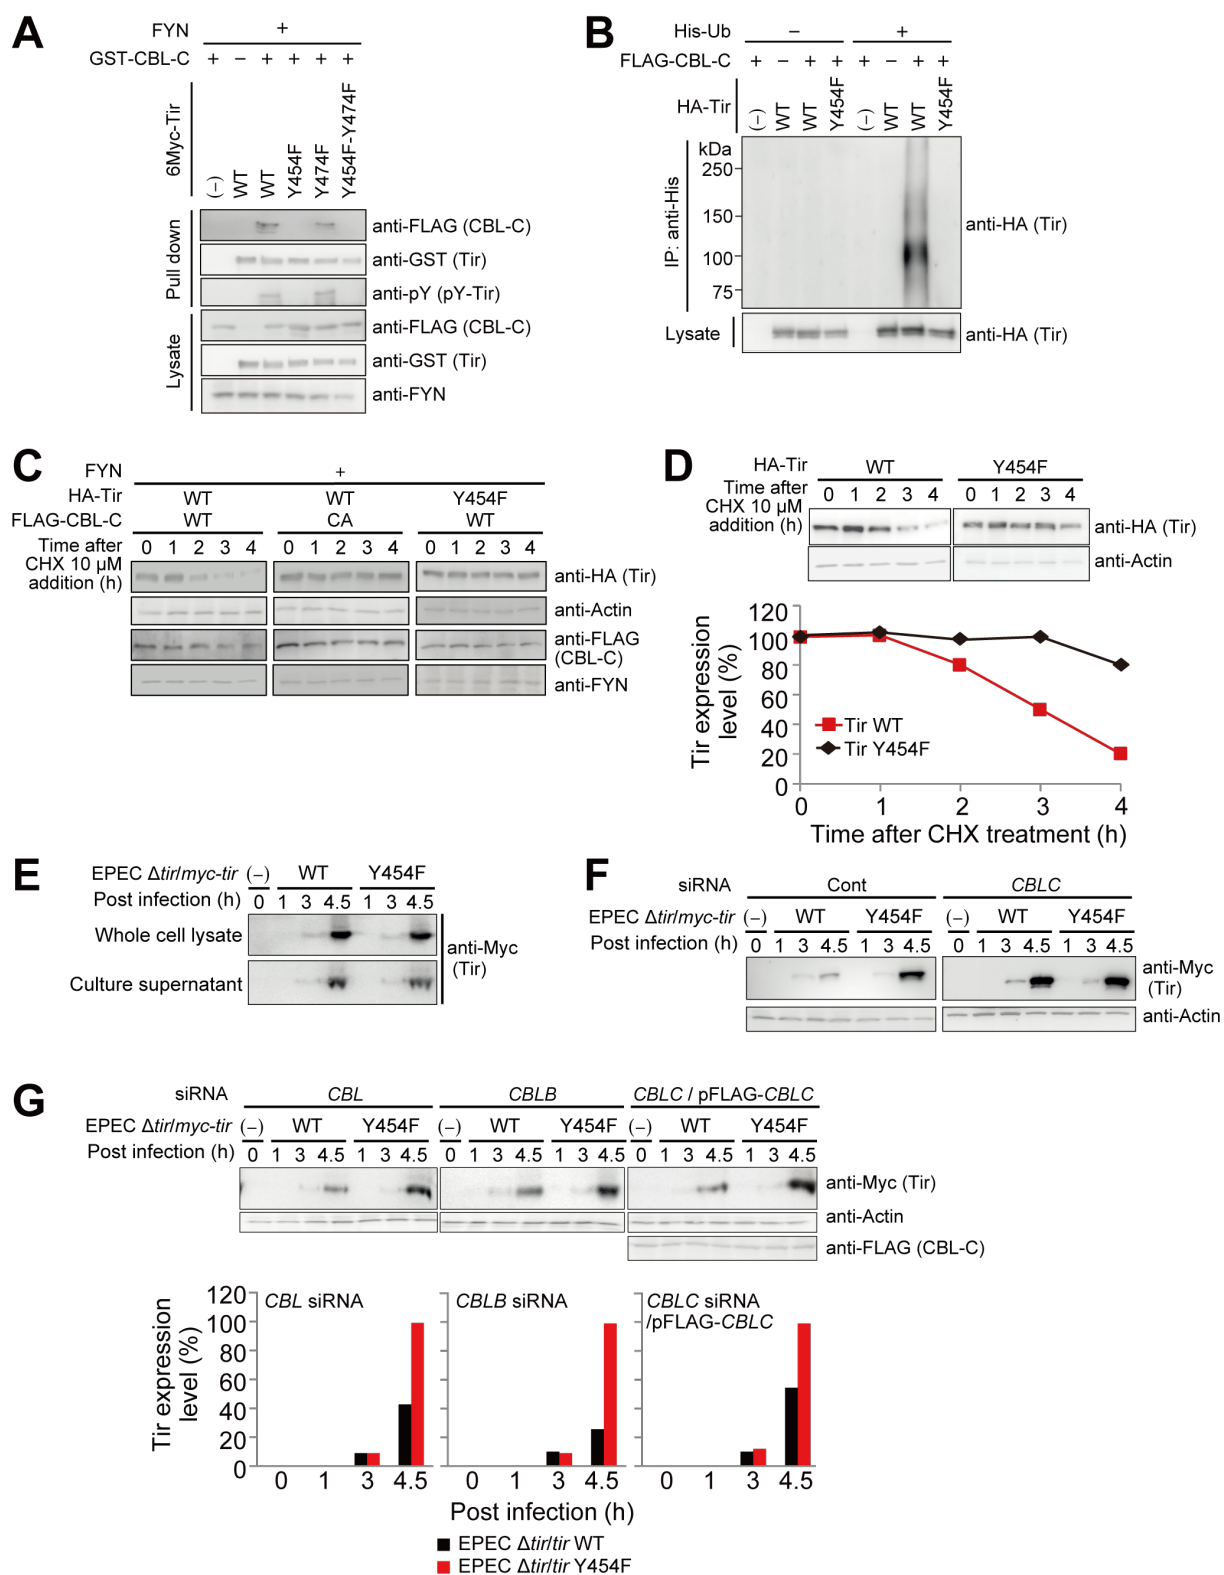 A
FYN +
GST-CBL-C + − + + + +
6Myc-Tir (−) WT WT Y454F Y474F Y454F-Y474F
Pull down
anti-FLAG (CBL-C)
anti-GST (Tir)
anti-pY (pY-Tir)
Lysate
anti-FLAG (CBL-C)
anti-GST (Tir)
anti-FYN
B
His-Ub − +
FLAG-CBL-C + − + + + − + +
HA-Tir (−) WT WT Y454F (−) WT WT Y454F
IP: anti-His
kDa
250
150
100
75
anti-HA (Tir)
Lysate anti-HA (Tir)
C
FYN +
HA-Tir WT WT Y454F
FLAG-CBL-C WT CA WT
Time after 0 1 2 3 4 0 1 2 3 4 0 1 2 3 4
CHX 10 µM
addition (h)
anti-HA (Tir)
anti-Actin
anti-FLAG
(CBL-C)
anti-FYN
D
HA-Tir WT Y454F
Time after 0 1 2 3 4 0 1 2 3 4
CHX 10 µM
addition (h)
anti-HA (Tir)
anti-Actin
Tir expression
level (%)
120
100
80
60
40
20
0
Tir WT
Tir Y454F
0 1 2 3 4
Time after CHX treatment (h)
E
EPEC Δtir/myc-tir (−) WT Y454F
Post infection (h) 0 1 3 4.5 1 3 4.5
Whole cell lysate
Culture supernatant
anti-Myc
(Tir)
F
siRNA Cont CBLC
EPEC Δtir/myc-tir (−) WT Y454F (−) WT Y454F
Post infection (h) 0 1 3 4.5 1 3 4.5 0 1 3 4.5 1 3 4.5
anti-Myc
(Tir)
anti-Actin
G
siRNA CBL CBLB CBLC / pFLAG-CBLC
EPEC Δtir/myc-tir (−) WT Y454F (−) WT Y454F (−) WT Y454F
Post infection (h) 0 1 3 4.5 1 3 4.5 0 1 3 4.5 1 3 4.5 0 1 3 4.5 1 3 4.5
anti-Myc (Tir)
anti-Actin
anti-FLAG (CBL-C)
Tir expression
level (%)
120
100
80
60
40
20
0
CBL siRNA
CBLB siRNA
CBLC siRNA
/pFLAG-CBLC
0 1 3 4.5 0 1 3 4.5 0 1 3 4.5
Post infection (h)
EPEC Δtir/tir WT
EPEC Δtir/tir Y454F